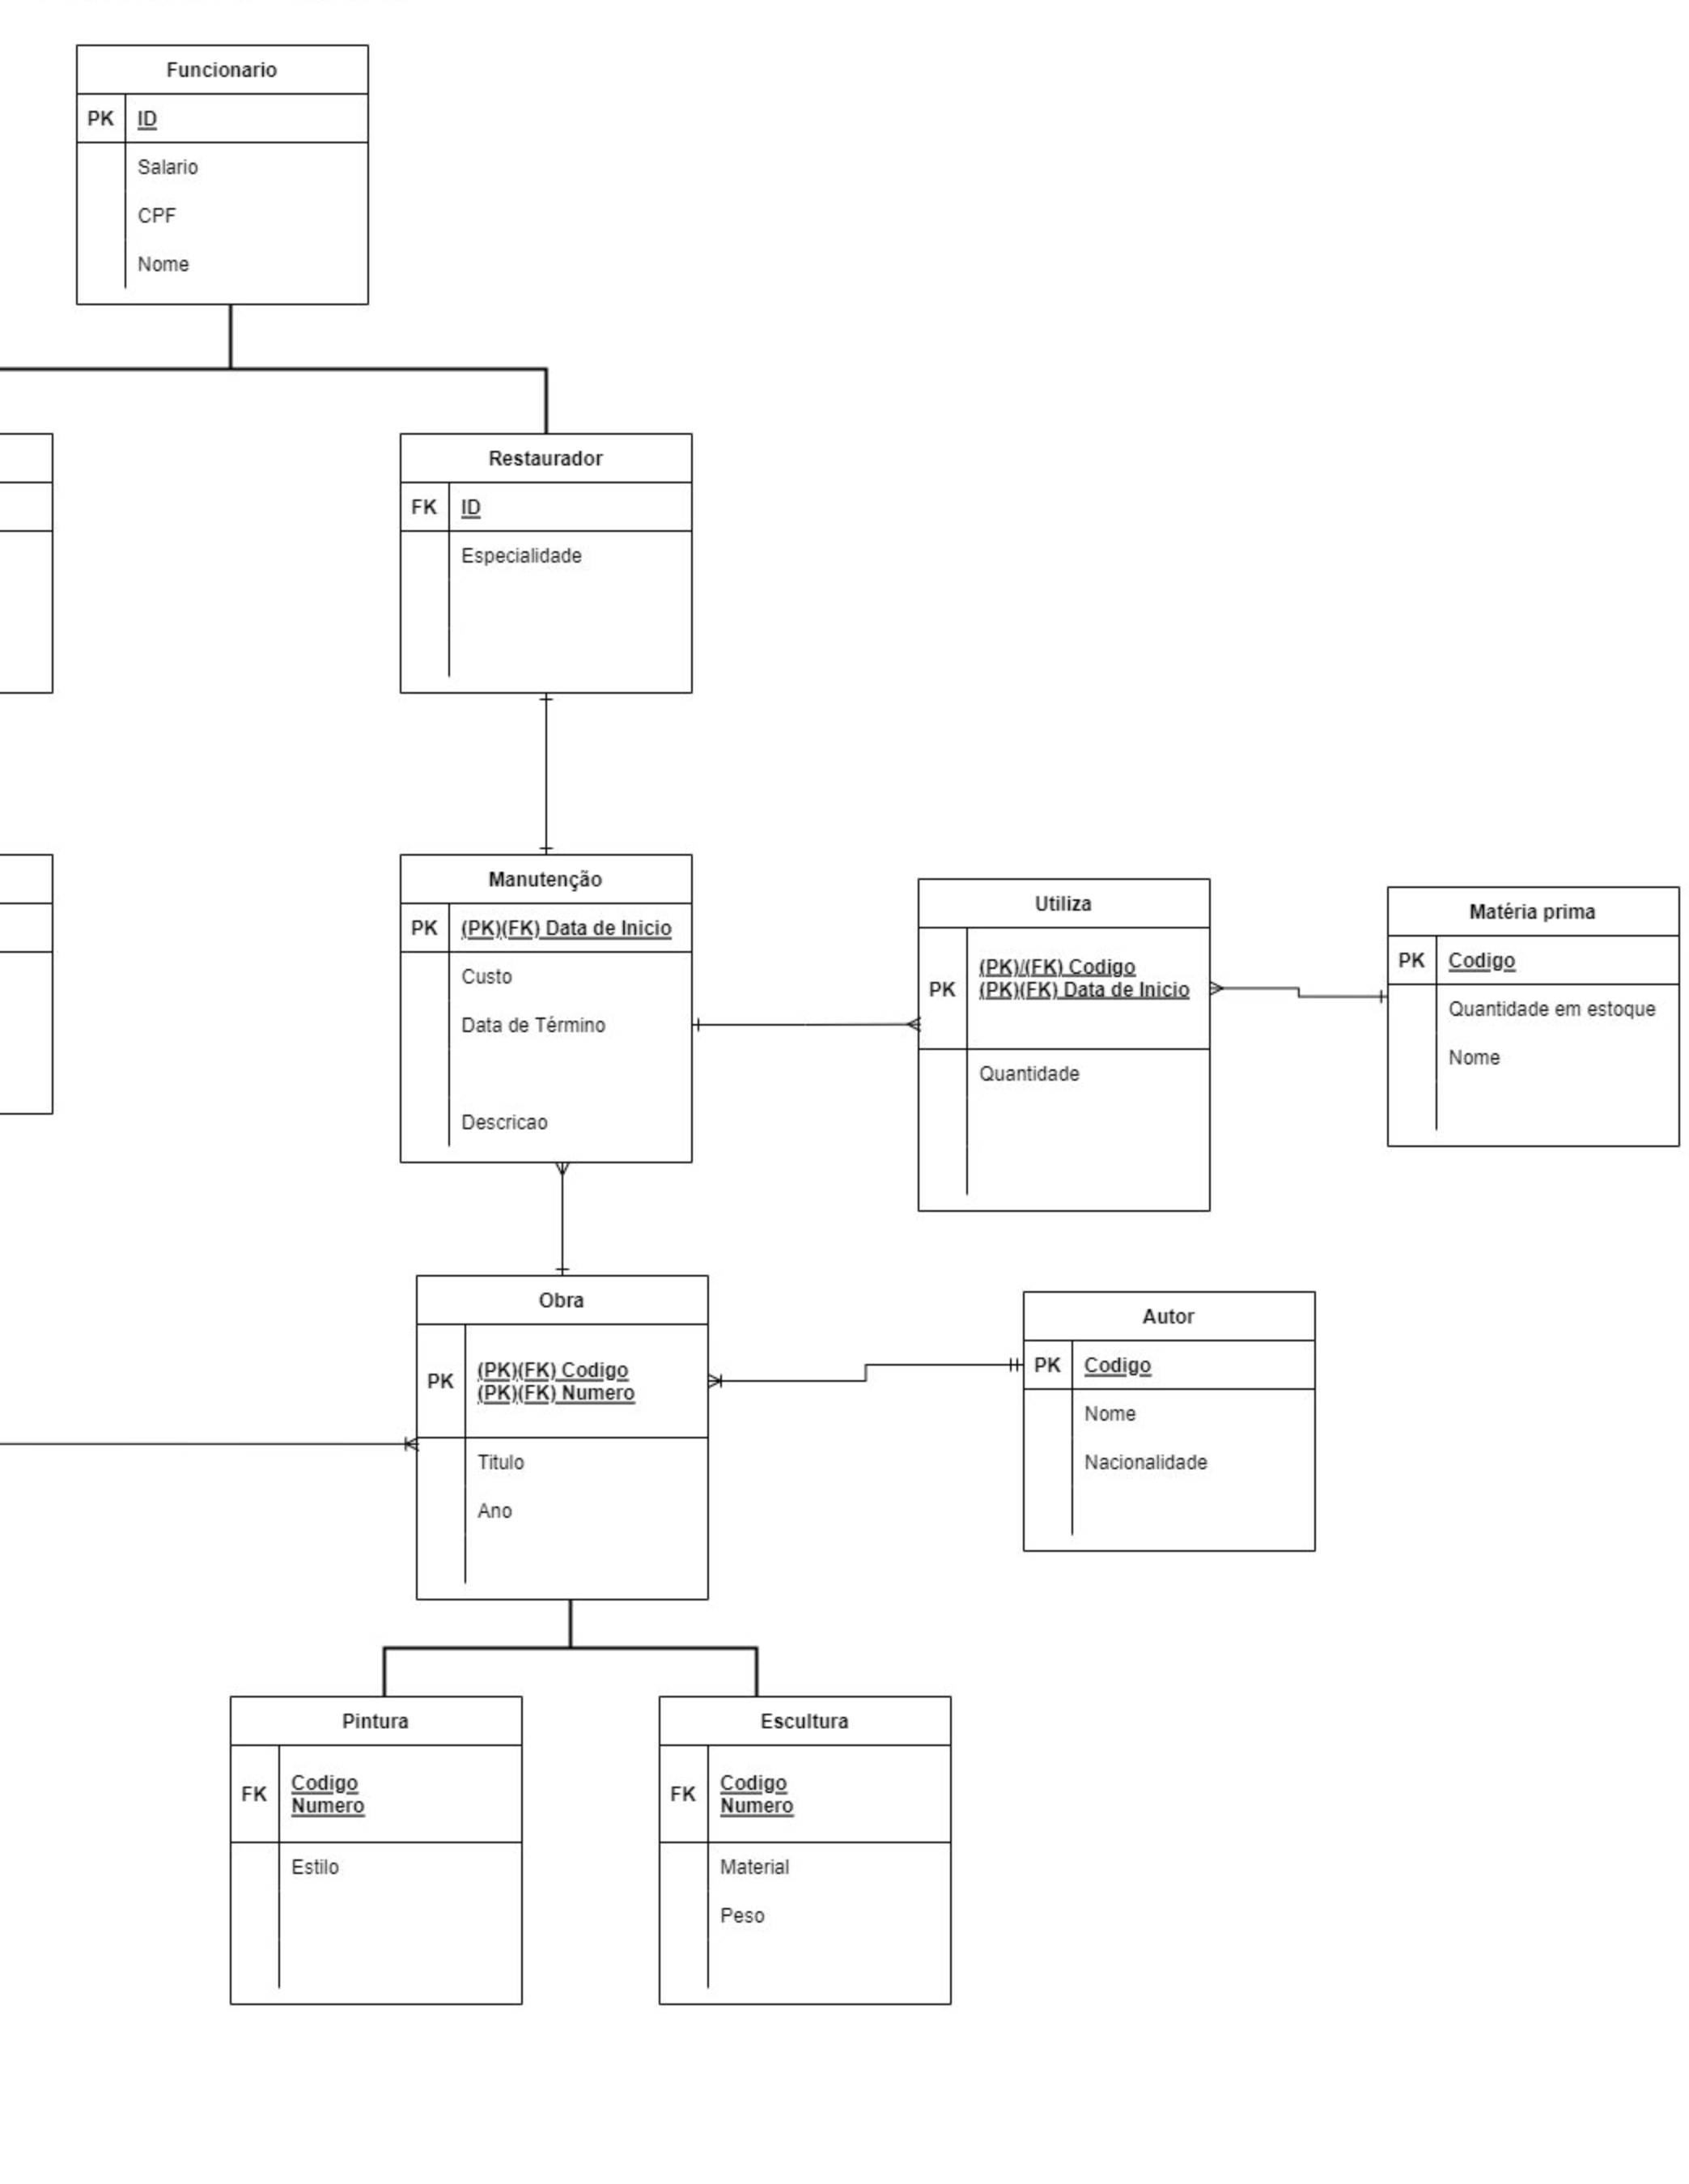 Funcionario
PK ID
Salario
CPF
Nome
Restaurador
FK ID
Especialidade
Manutenção
PK (PK)(FK) Data de Inicio
Custo
Data de Término
Descricao
Utiliza
(PK)/(FK) Codigo
PK (PK)(FK) Data de Inicio
Quantidade
Matéria prima
PK Codigo
Quantidade em estoque
Nome
Obra
(PK)(FK) Codigo
PK (PK)(FK) Numero
Titulo
Ano
Autor
PK Codigo
Nome
Nacionalidade
Pintura
FK Codigo
Numero
Estilo
Escultura
FK Codigo
Numero
Material
Peso